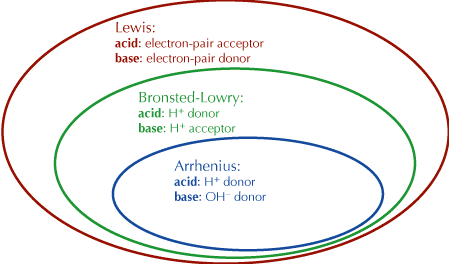 Lewis:
acid: electron-pair acceptor
base: electron-pair donor
Bronsted-Lowry:
acid: H⁺ donor
base: H⁺ acceptor
Arrhenius:
acid: H⁺ donor
base: OH⁻ donor